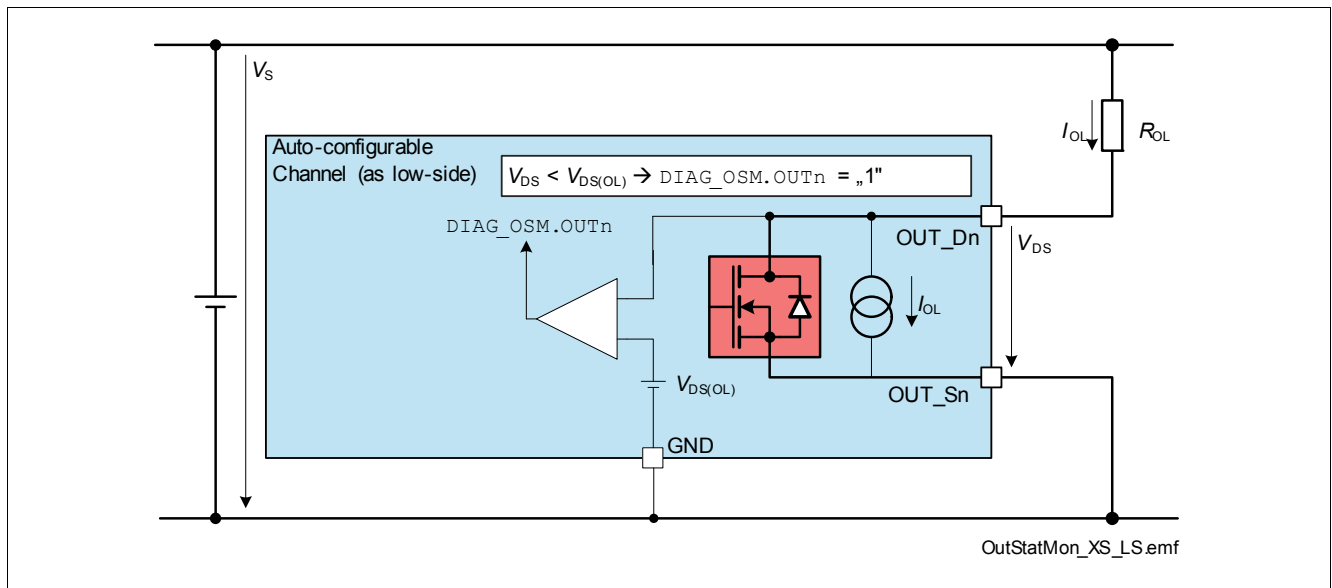 VS
Auto-configurable
Channel (as low-side)
VDS < VDS(OL) → DIAG_OSM.OUTn = „1"
DIAG_OSM.OUTn
IOL
ROL
OUT_Dn
VDS
IOL
VDS(OL)
OUT_Sn
GND
OutStatMon_XS_LS.emf